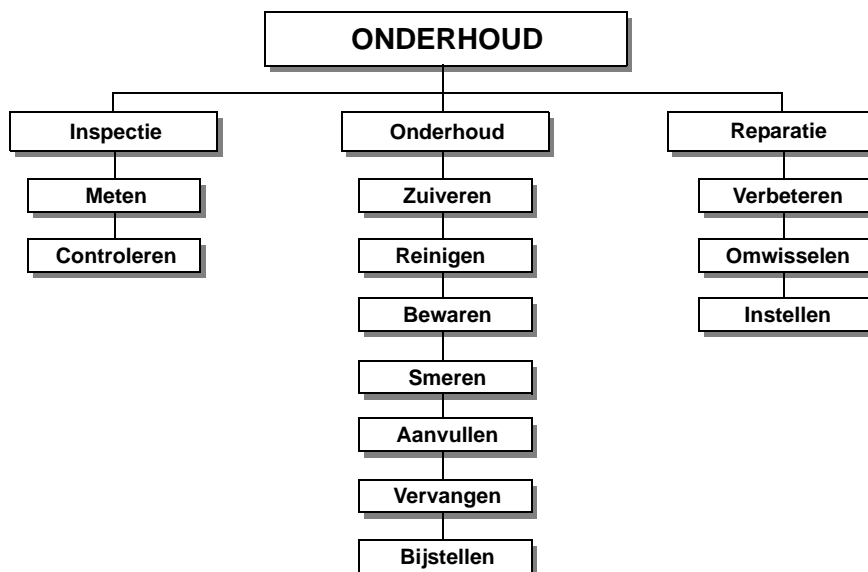 ONDERHOUD
Inspectie
Meten
Controleren
Onderhoud
Zuiveren
Reinigen
Bewaren
Smeren
Aanvullen
Vervangen
Bijstellen
Reparatie
Verbeteren
Omwisselen
Instellen